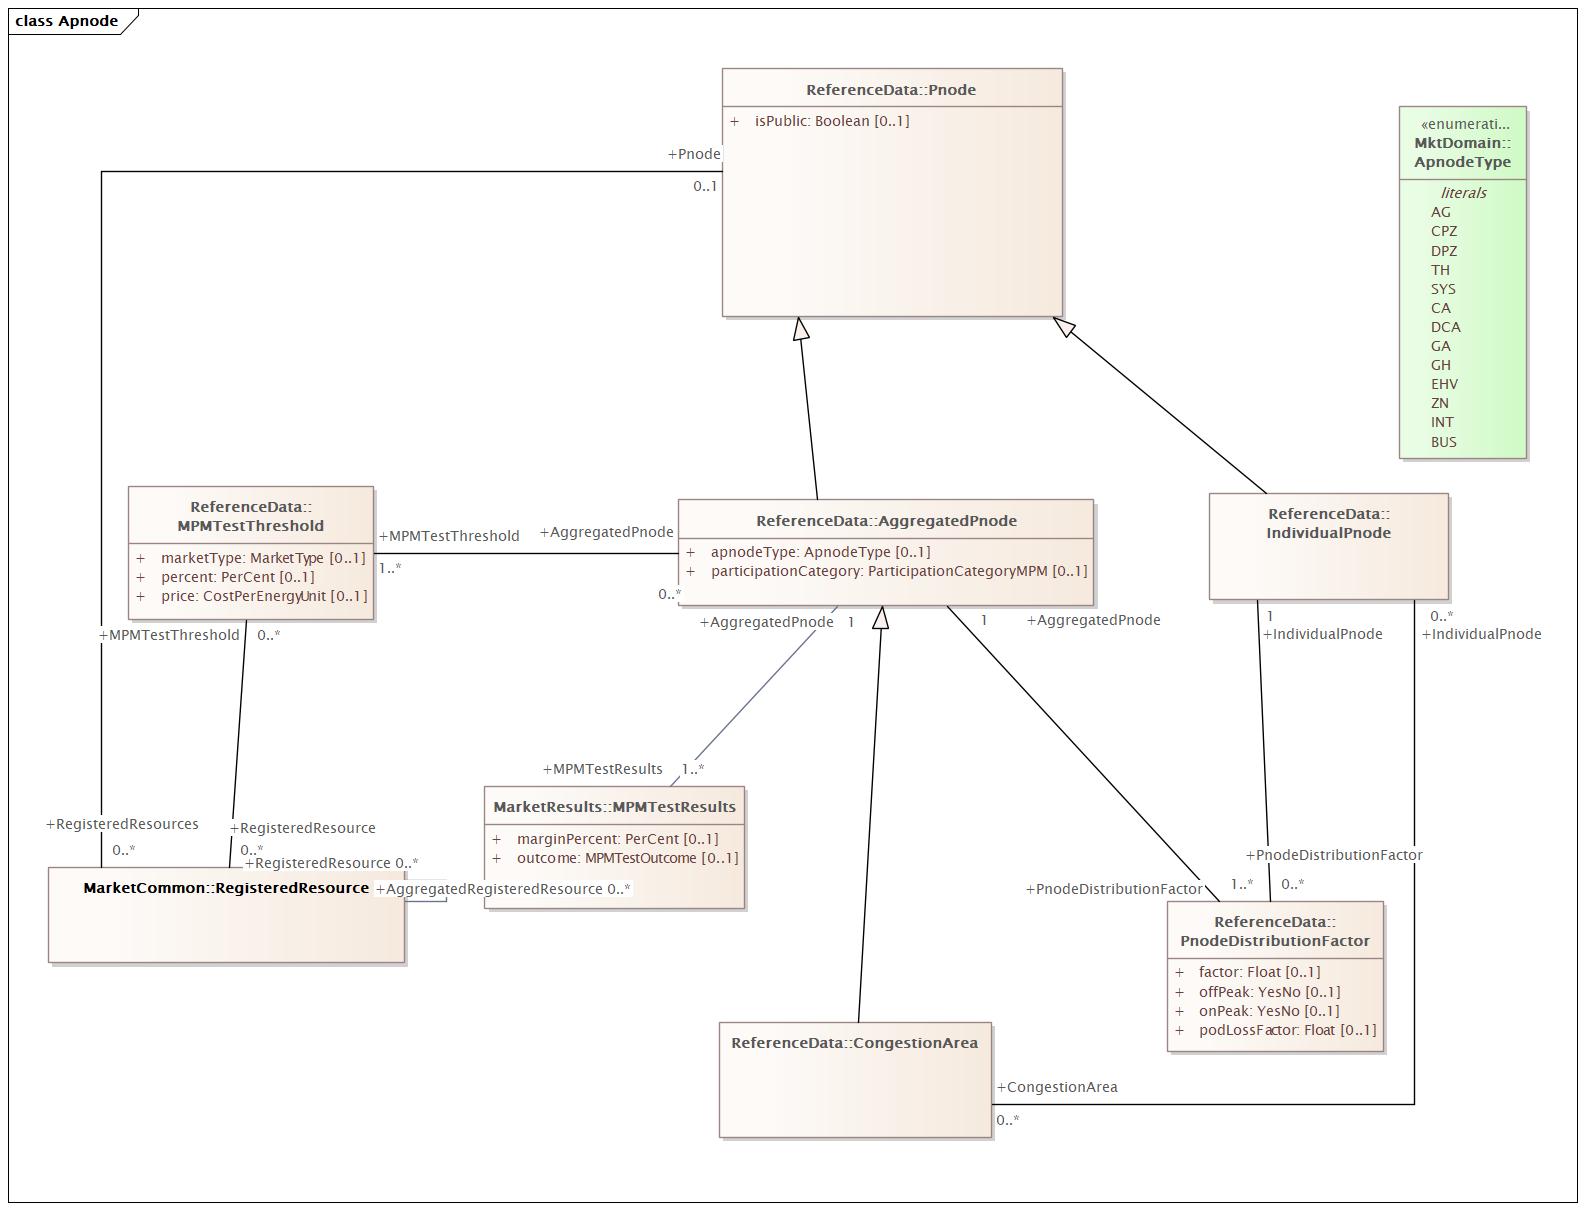 class Apnode
ReferenceData::Pnode
+ isPublic: Boolean [0..1]
+Pnode
0..1
«enumerati...
MktDomain::
ApnodeType
literals
AG
CPZ
DPZ
TH
SYS
CA
DCA
GA
GH
EHV
ZN
INT
BUS
ReferenceData::
MPMTestThreshold
+ marketType: MarketType [0..1]
+ percent: PerCent [0..1]
+ price: CostPerEnergyUnit [0..1]
+MPMTestThreshold
1..*
+AggregatedPnode
0..*
ReferenceData::AggregatedPnode
+ apnodeType: ApnodeType [0..1]
+ participationCategory: ParticipationCategoryMPM [0..1]
ReferenceData::
IndividualPnode
+MPMTestThreshold 0..*
+AggregatedPnode 1
1 +AggregatedPnode
1
+IndividualPnode
0..*
+IndividualPnode
+MPMTestResults 1..*
MarketResults::MPMTestResults
+ marginPercent: PerCent [0..1]
+ outcome: MPMTestOutcome [0..1]
+RegisteredResources
0..*
+RegisteredResource
0..*
+RegisteredResource 0..*
MarketCommon::RegisteredResource
+AggregatedRegisteredResource 0..*
+PnodeDistributionFactor
0..*
+PnodeDistributionFactor
1..*
ReferenceData::
PnodeDistributionFactor
+ factor: Float [0..1]
+ offPeak: YesNo [0..1]
+ onPeak: YesNo [0..1]
+ podLossFactor: Float [0..1]
ReferenceData::CongestionArea
+CongestionArea
0..*